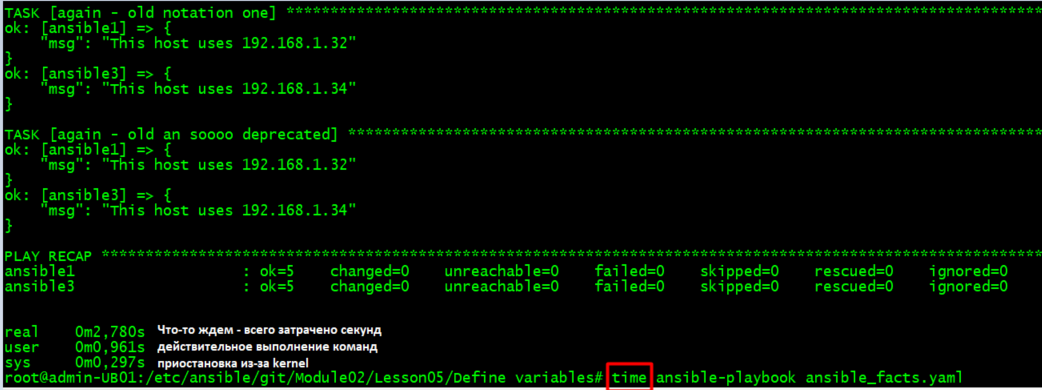 TASK [again - old notation one] ****************************************************************************************
ok: [ansible1] => {
    "msg": "This host uses 192.168.1.32"
}
ok: [ansible3] => {
    "msg": "This host uses 192.168.1.34"
}
TASK [again - old an soooo deprecated] *********************************************************************************
ok: [ansible1] => {
    "msg": "This host uses 192.168.1.32"
}
ok: [ansible3] => {
    "msg": "This host uses 192.168.1.34"
}
PLAY RECAP *************************************************************************************************************
ansible1 : ok=5 changed=0 unreachable=0 failed=0 skipped=0 rescued=0 ignored=0
ansible3 : ok=5 changed=0 unreachable=0 failed=0 skipped=0 rescued=0 ignored=0
real 0m2,780s Что-то ждем - всего затрачено секунд
user 0m0,961s действительное выполнение команд
sys 0m0,297s приостановка из-за kernel
root@admin-UB01:/etc/ansible/git/Module02/Lesson05/Define variables# time ansible-playbook ansible_facts.yaml